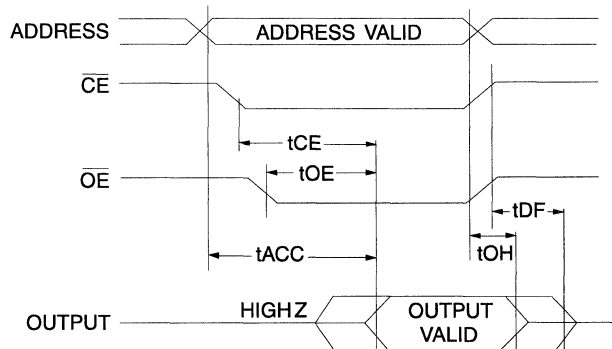 ADDRESS
ADDRESS VALID
CE
tCE
tOE
OE
tDF
tACC
tOH
HIGH Z
OUTPUT
OUTPUT
VALID